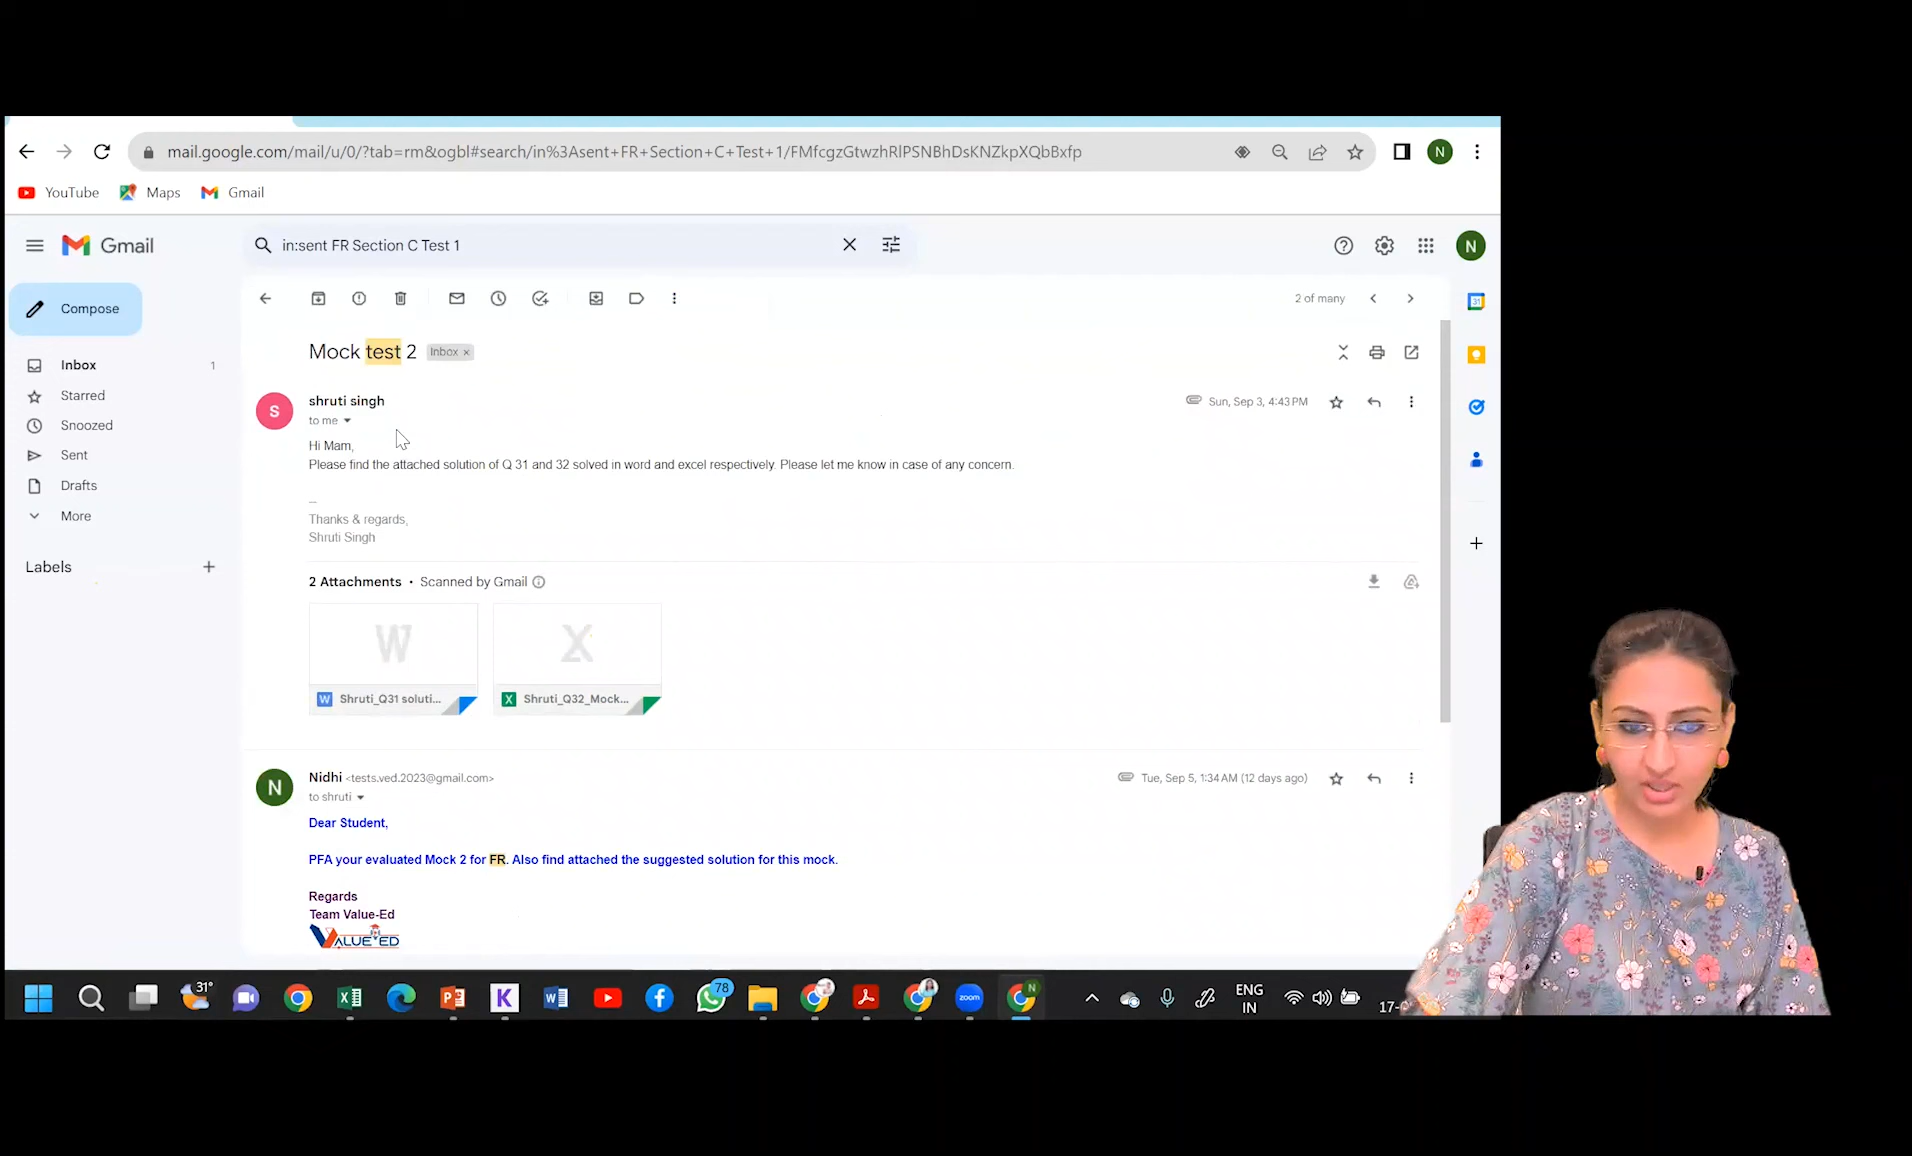 mail.google.com/mail/u/0/?tab=rm&ogbl#search/in%3Asent+FR+Section+C+Test+1/FMfcgzGtwzhRlPSNBhDsKNZkpXQbBxfp
N
YouTube
Maps
Gmail
Gmail
in:sent FR Section C Test 1
N
Compose
2 of many
31
Mock test 2
Inbox ×
Inbox
1
Starred
Snoozed
Sent
Drafts
More
Labels
S
shruti singh
Sun, Sep 3, 4:43 PM
to me
Hi Mam,
Please find the attached solution of Q 31 and 32 solved in word and excel respectively. Please let me know in case of any concern.
--
Thanks & regards,
Shruti Singh
2 Attachments • Scanned by Gmail
W
X
W
Shruti_Q31 soluti...
X
Shruti_Q32_Mock...
N
Nidhi <tests.ved.2023@gmail.com>
Tue, Sep 5, 1:34 AM (12 days ago)
to shruti
Dear Student,
PFA your evaluated Mock 2 for FR. Also find attached the suggested solution for this mock.
Regards
Team Value-Ed
VALUE ED
31°
K
78
zoom
N
ENG
IN